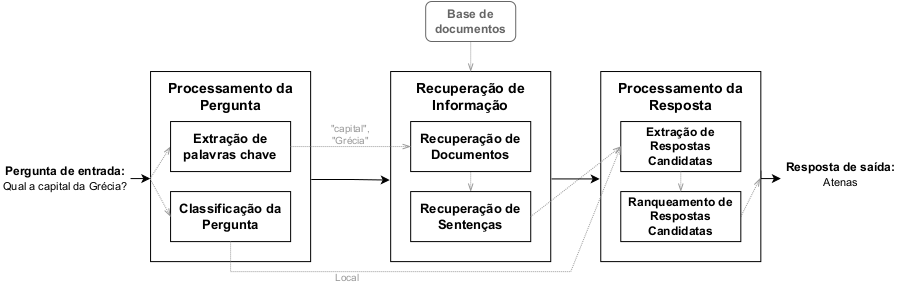 Base de
documentos
Processamento da
Pergunta
Recuperação de
Informação
Processamento da
Resposta
Extração de
palavras chave
"capital",
"Grécia"
Recuperação de
Documentos
Extração de
Respostas
Candidatas
Pergunta de entrada:
Qual a capital da Grécia?
Resposta de saída:
Atenas
Classificação da
Pergunta
Recuperação de
Sentenças
Ranqueamento de
Respostas
Candidatas
Local